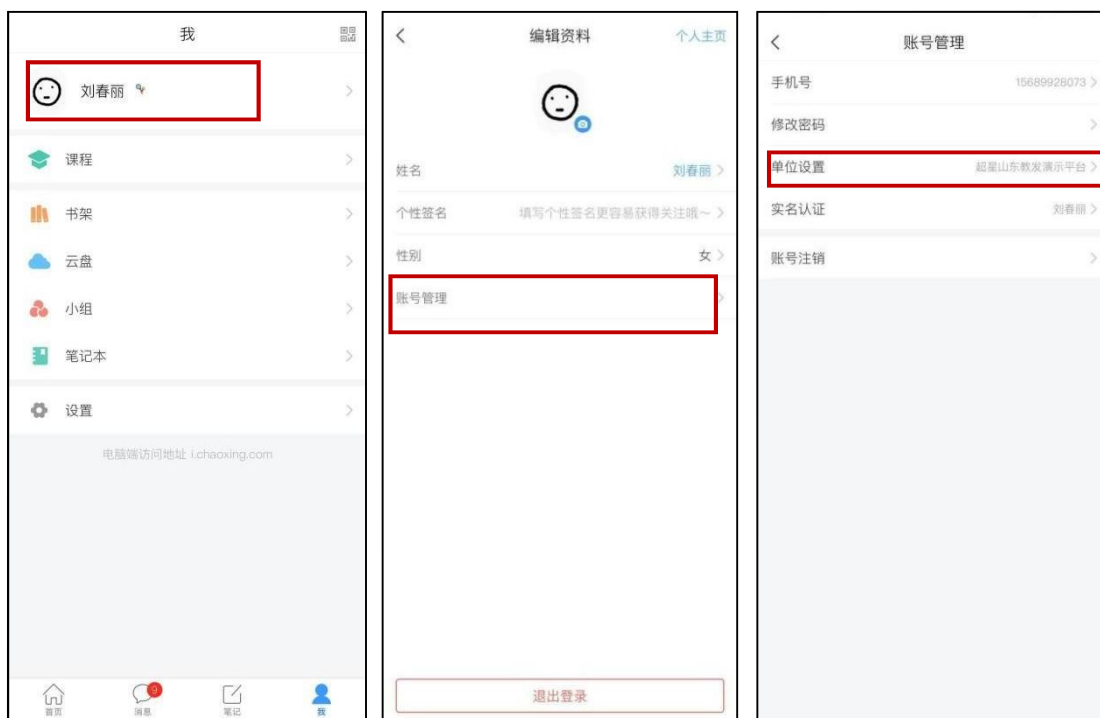 我
刘春丽
课程
书架
云盘
小组
笔记本
设置
电脑端访问地址 i.chaoxing.com
首页
9
消息
笔记
我
编辑资料
个人主页
姓名
刘春丽
个性签名
填写个性签名更容易获得关注哦～
性别
女
账号管理
退出登录
账号管理
手机号
15689928073
修改密码
单位设置
超星山东教发演示平台
实名认证
刘春丽
账号注销